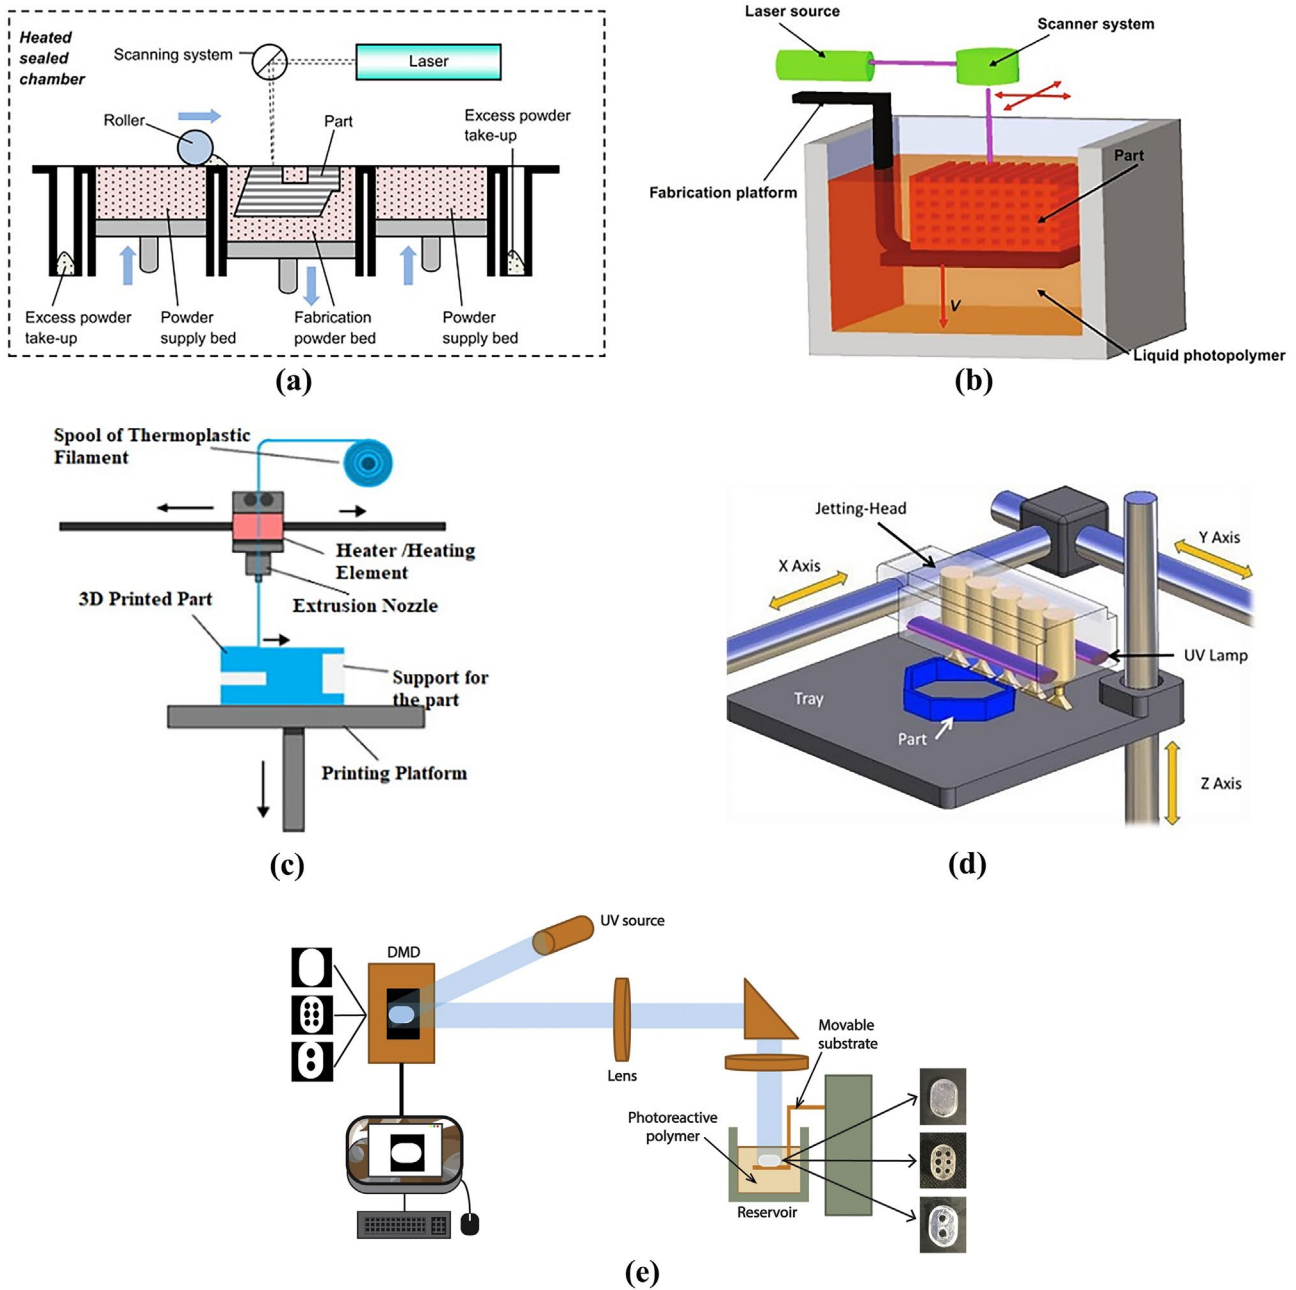 Heated
sealed
chamber
Scanning system
Laser
Roller
Part
Excess powder
take-up
Excess powder
take-up
Powder
supply bed
Fabrication
powder bed
Powder
supply bed
(a)
Laser source
Scanner system
Fabrication platform
Part
V
Liquid photopolymer
(b)
Spool of Thermoplastic
Filament
Heater /Heating
Element
Extrusion Nozzle
3D Printed Part
Support for
the part
Printing Platform
(c)
Jetting-Head
X Axis
Y Axis
UV Lamp
Tray
Part
Z Axis
(d)
UV source
DMD
Lens
Movable
substrate
Photoreactive
polymer
Reservoir
(e)